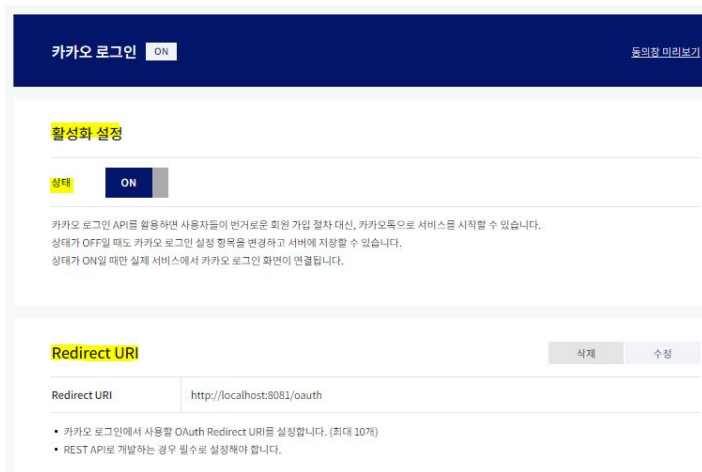 카카오 로그인 ON
동의창 미리보기
활성화 설정
상태 ON
카카오 로그인 API를 활용하면 사용자들이 번거로운 회원 가입 절차 대신, 카카오톡으로 서비스를 시작할 수 있습니다.
상태가 OFF일 때도 카카오 로그인 설정 항목을 변경하고 서버에 저장할 수 있습니다.
상태가 ON일 때만 실제 서비스에서 카카오 로그인 화면이 연결됩니다.
Redirect URI
삭제 수정
Redirect URI http://localhost:8081/oauth
• 카카오 로그인에서 사용할 OAuth Redirect URI를 설정합니다. (최대 10개)
• REST API로 개발하는 경우 필수로 설정해야 합니다.